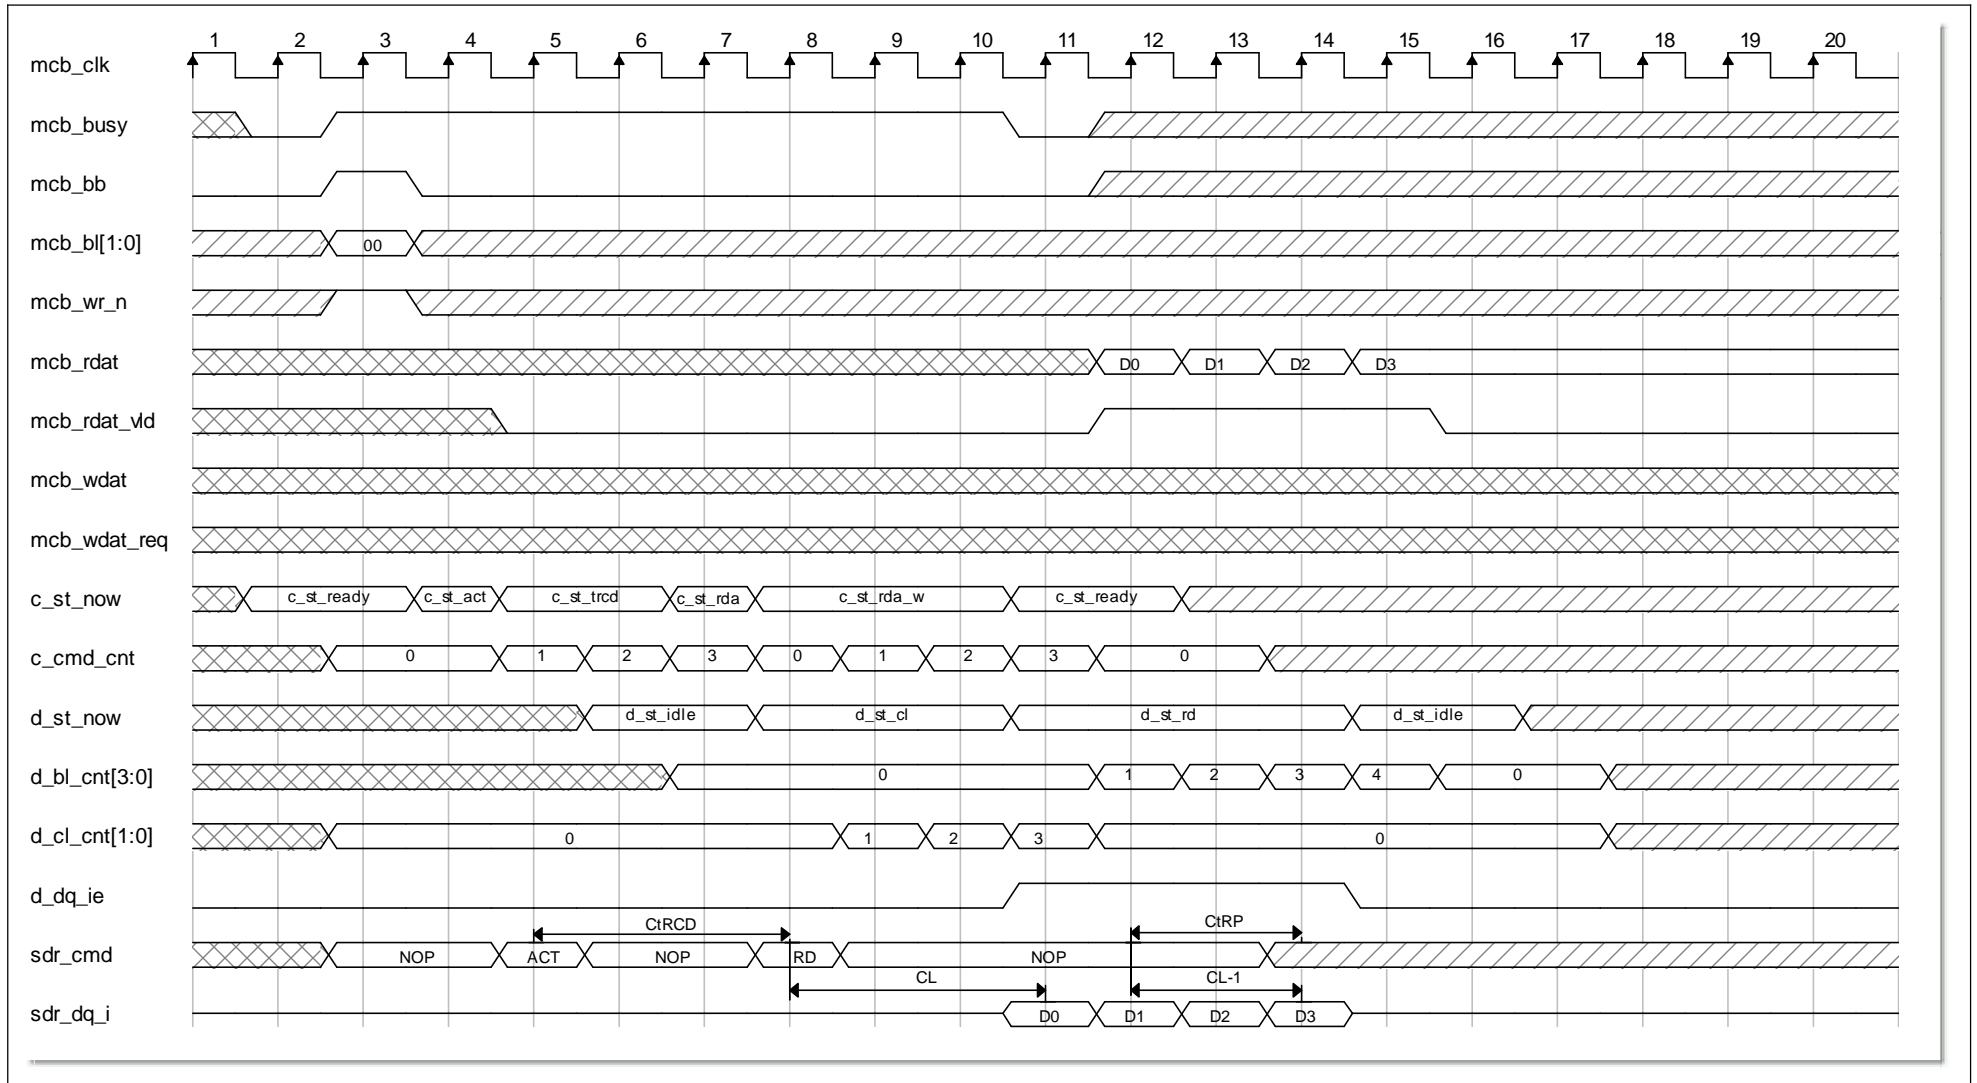 1 2 3 4 5 6 7 8 9 10 11 12 13 14 15 16 17 18 19 20
mcb_clk
mcb_busy
mcb_bb
mcb_bl[1:0] 00
mcb_wr_n
mcb_rdat D0 D1 D2 D3
mcb_rdat_vld
mcb_wdat
mcb_wdat_req
c_st_now c_st_ready c_st_act c_st_trcd c_st_rda c_st_rda_w c_st_ready
c_cmd_cnt 0 1 2 3 0 1 2 3 0
d_st_now d_st_idle d_st_cl d_st_rd d_st_idle
d_bl_cnt[3:0] 0 1 2 3 4 0
d_cl_cnt[1:0] 0 1 2 3 0
d_dq_ie
CtRCD CtRP
sdr_cmd NOP ACT NOP RD NOP
CL CL-1
sdr_dq_i D0 D1 D2 D3